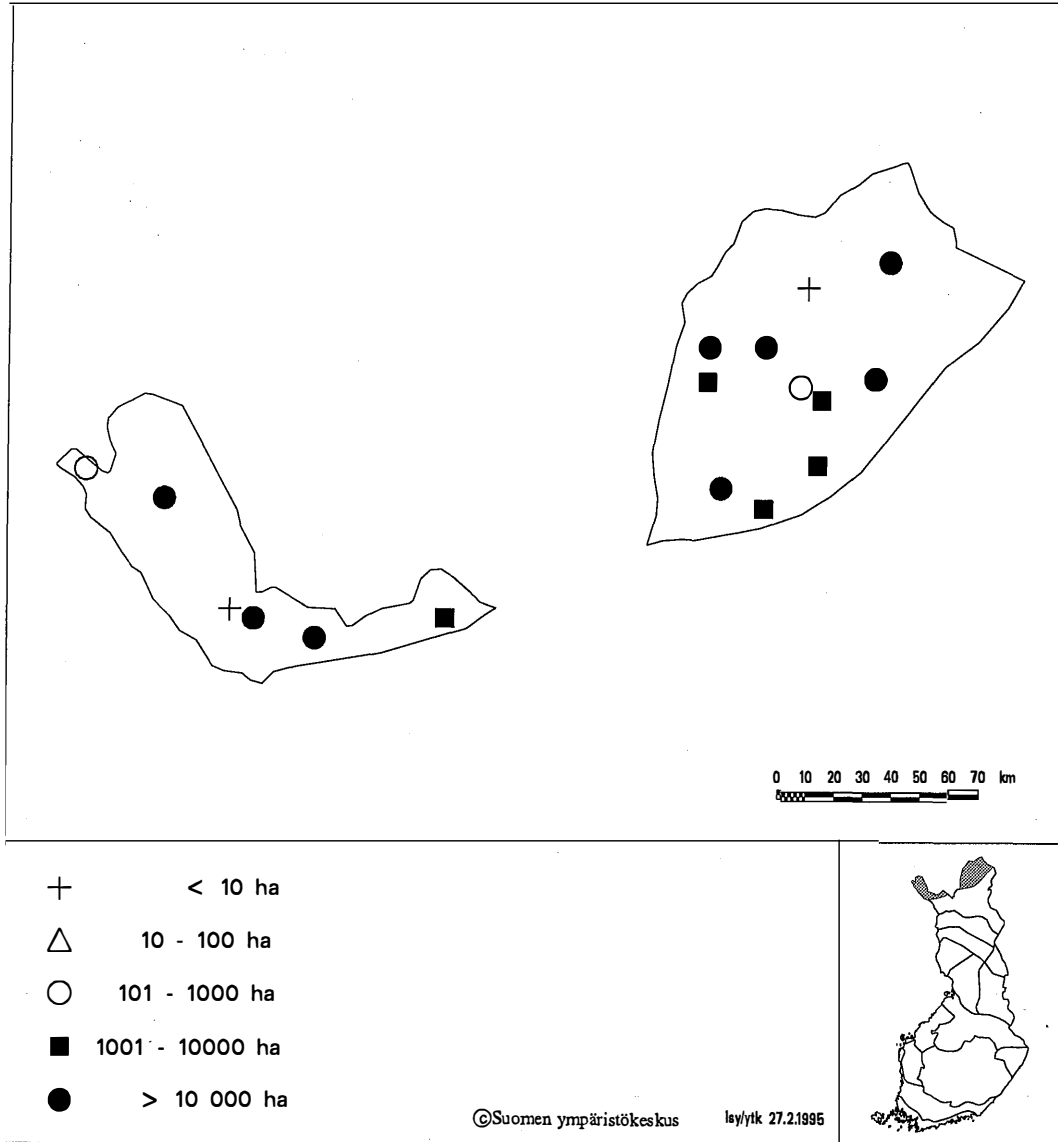 0 10 20 30 40 50 60 70 km
< 10 ha
10 - 100 ha
101 - 1000 ha
1001 - 10000 ha
> 10 000 ha
©Suomen ympäristökeskus lsy/ytk 27.2.1995